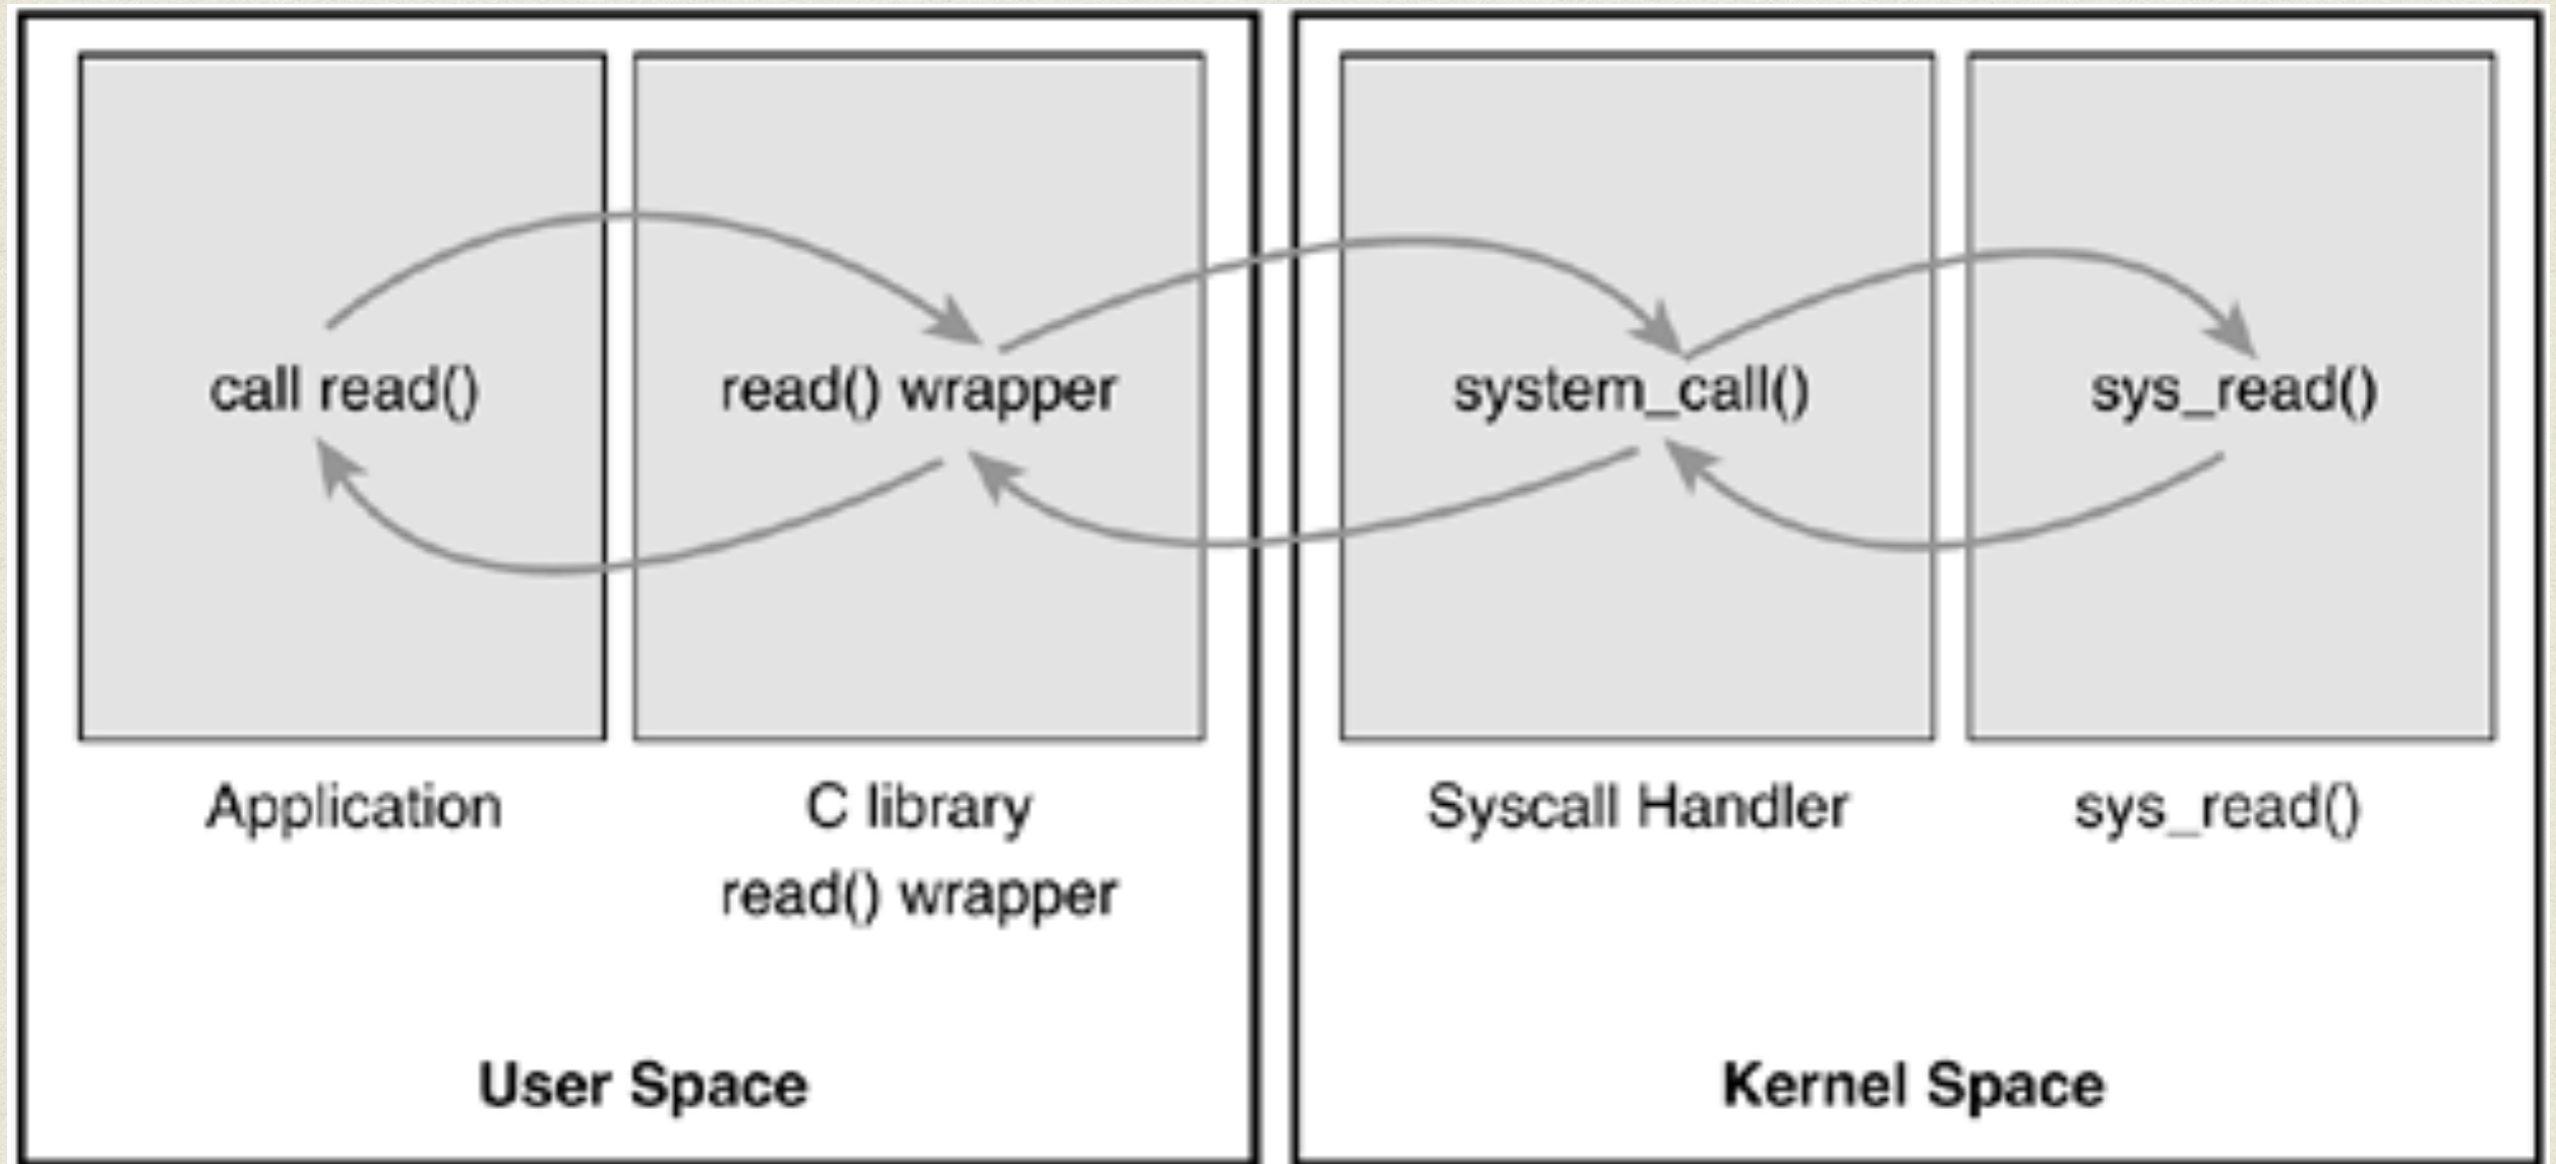 call read()
read() wrapper
system_call()
sys_read()
Application
C library
read() wrapper
Syscall Handler
sys_read()
User Space
Kernel Space